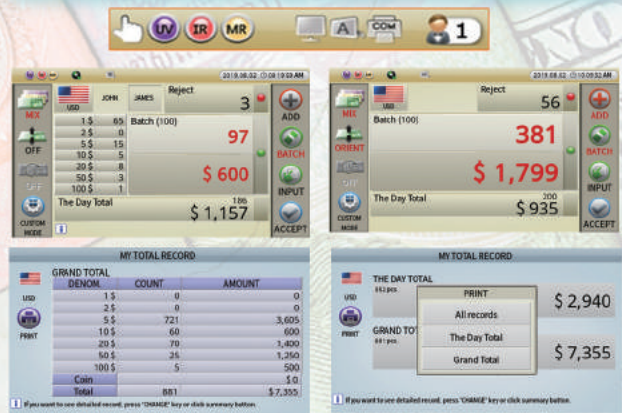 UV IR MR A COM 1
2019.08.02 09:19:03 AM
MIX
USD
JOHN
JAMES
Reject
3
ADD
1 $ 65
2 $ 0
5 $ 15
10 $ 5
20 $ 8
50 $ 3
100 $ 1
Batch (100)
97
$ 600
OFF
OFF
CUSTOM
MODE
BATCH
INPUT
ACCEPT
The Day Total
186
$ 1,157
MIX
USD
Reject
56
ADD
Batch (100)
381
$ 1,799
ORIENT
OFF
CUSTOM
MODE
BATCH
INPUT
ACCEPT
The Day Total
200
$ 935
MY TOTAL RECORD
USD
PRINT
GRAND TOTAL
DENOM. COUNT AMOUNT
1 $ 0 0
2 $ 0 0
5 $ 721 3,605
10 $ 60 600
20 $ 70 1,400
50 $ 25 1,250
100 $ 5 500
Coin $ 0
Total 881 $ 7,355
If you want to see detailed record, press "CHANGE" key or click summary button.
MY TOTAL RECORD
USD
PRINT
THE DAY TOTAL
$ 2,940
GRAND TO
881 pcs.
$ 7,355
PRINT
All records
The Day Total
Grand Total
If you want to see detailed record, press "CHANGE" key or click summary button.